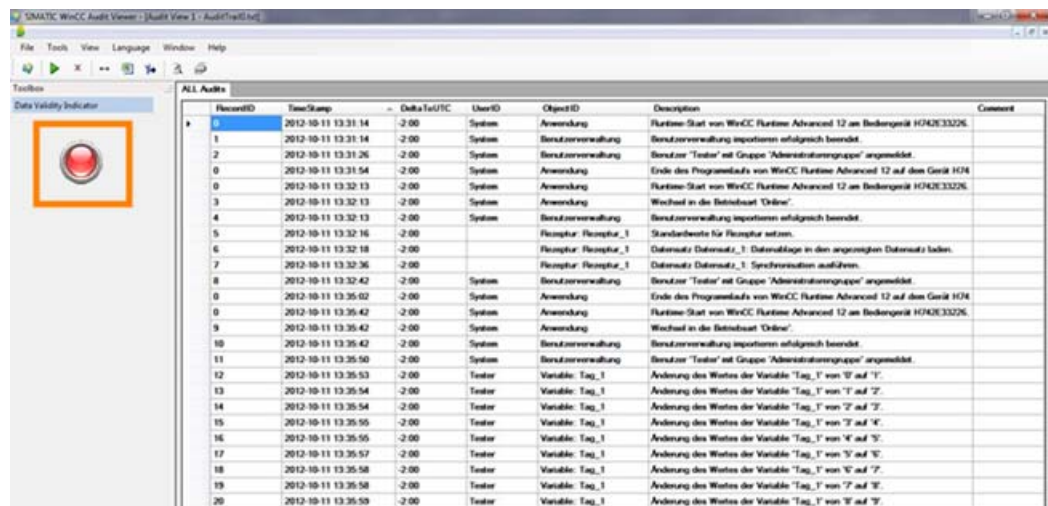 SIMATIC WinCC Audit Viewer - [Audit View 1 - AuditTrail0.txt]
File Tools View Language Window Help
Toolbox
Data Validity Indicator
ALL Audits
RecordID TimeStamp DeltaToUTC UserID ObjectID Description Comment
0 2012-10-11 13:31:14 -2:00 System Anwendung Runtime-Start von WinCC Runtime Advanced 12 am Bediengerät H742E33226.
1 2012-10-11 13:31:14 -2:00 System Benutzerverwaltung Benutzerverwaltung importieren erfolgreich beendet.
2 2012-10-11 13:31:26 -2:00 System Benutzerverwaltung Benutzer 'Tester' mit Gruppe 'Administratorengruppe' angemeldet.
0 2012-10-11 13:31:54 -2:00 System Anwendung Ende des Programmlaufs von WinCC Runtime Advanced 12 auf dem Gerät H74
0 2012-10-11 13:32:13 -2:00 System Anwendung Runtime-Start von WinCC Runtime Advanced 12 am Bediengerät H742E33226.
3 2012-10-11 13:32:13 -2:00 System Anwendung Wechsel in die Betriebsart 'Online'.
4 2012-10-11 13:32:13 -2:00 System Benutzerverwaltung Benutzerverwaltung importieren erfolgreich beendet.
5 2012-10-11 13:32:16 -2:00 Rezeptur: Rezeptur_1 Standardwerte für Rezeptur setzen.
6 2012-10-11 13:32:18 -2:00 Rezeptur: Rezeptur_1 Datensatz Datensatz_1: Datenablage in den angezeigten Datensatz laden.
7 2012-10-11 13:32:36 -2:00 Rezeptur: Rezeptur_1 Datensatz Datensatz_1: Synchronisation ausführen.
8 2012-10-11 13:32:42 -2:00 System Benutzerverwaltung Benutzer 'Tester' mit Gruppe 'Administratorengruppe' angemeldet.
0 2012-10-11 13:35:02 -2:00 System Anwendung Ende des Programmlaufs von WinCC Runtime Advanced 12 auf dem Gerät H74
0 2012-10-11 13:35:42 -2:00 System Anwendung Runtime-Start von WinCC Runtime Advanced 12 am Bediengerät H742E33226.
9 2012-10-11 13:35:42 -2:00 System Anwendung Wechsel in die Betriebsart 'Online'.
10 2012-10-11 13:35:42 -2:00 System Benutzerverwaltung Benutzerverwaltung importieren erfolgreich beendet.
11 2012-10-11 13:35:50 -2:00 System Benutzerverwaltung Benutzer 'Tester' mit Gruppe 'Administratorengruppe' angemeldet.
12 2012-10-11 13:35:53 -2:00 Tester Variable: Tag_1 Änderung des Wertes der Variable 'Tag_1' von '0' auf '1'.
13 2012-10-11 13:35:54 -2:00 Tester Variable: Tag_1 Änderung des Wertes der Variable 'Tag_1' von '1' auf '2'.
14 2012-10-11 13:35:54 -2:00 Tester Variable: Tag_1 Änderung des Wertes der Variable 'Tag_1' von '2' auf '3'.
15 2012-10-11 13:35:55 -2:00 Tester Variable: Tag_1 Änderung des Wertes der Variable 'Tag_1' von '3' auf '4'.
16 2012-10-11 13:35:55 -2:00 Tester Variable: Tag_1 Änderung des Wertes der Variable 'Tag_1' von '4' auf '5'.
17 2012-10-11 13:35:57 -2:00 Tester Variable: Tag_1 Änderung des Wertes der Variable 'Tag_1' von '5' auf '6'.
18 2012-10-11 13:35:58 -2:00 Tester Variable: Tag_1 Änderung des Wertes der Variable 'Tag_1' von '6' auf '7'.
19 2012-10-11 13:35:58 -2:00 Tester Variable: Tag_1 Änderung des Wertes der Variable 'Tag_1' von '7' auf '8'.
20 2012-10-11 13:35:59 -2:00 Tester Variable: Tag_1 Änderung des Wertes der Variable 'Tag_1' von '8' auf '9'.